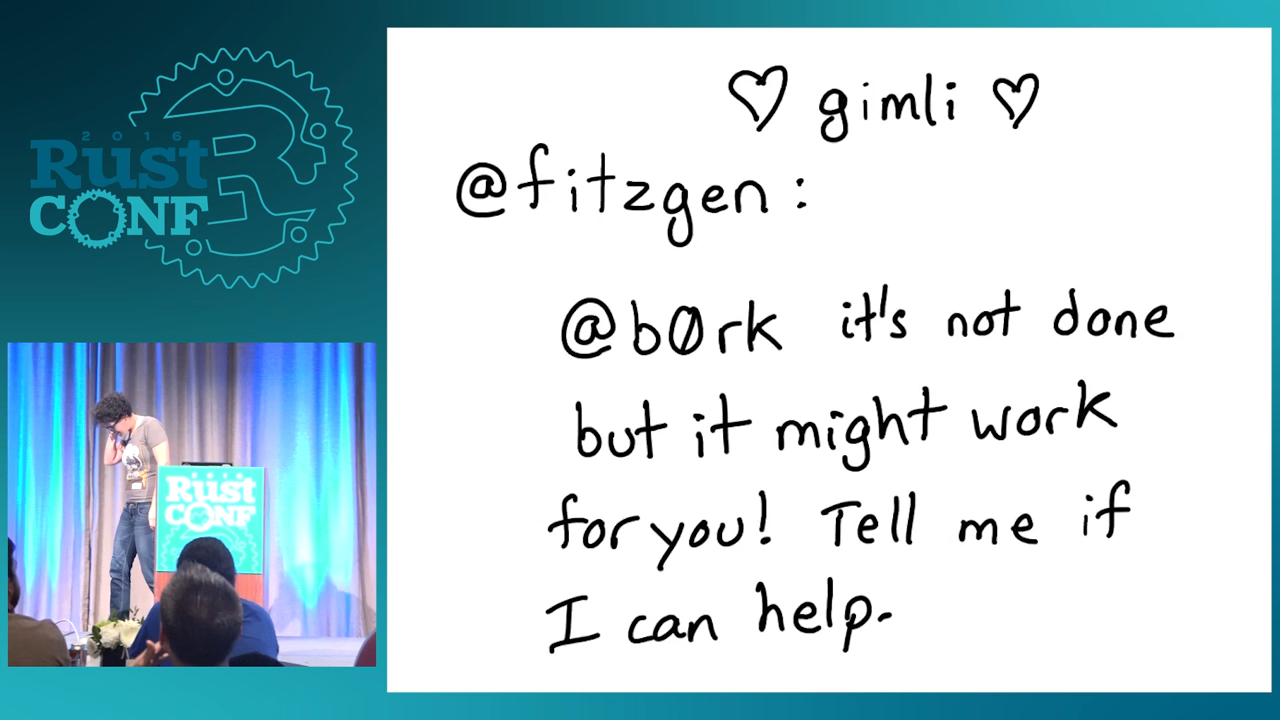 2016
Rust
CONF
♡ gimli ♡
@fitzgen:
@b0rk it's not done
but it might work
for you! Tell me if
I can help.
2016
Rust
CONF